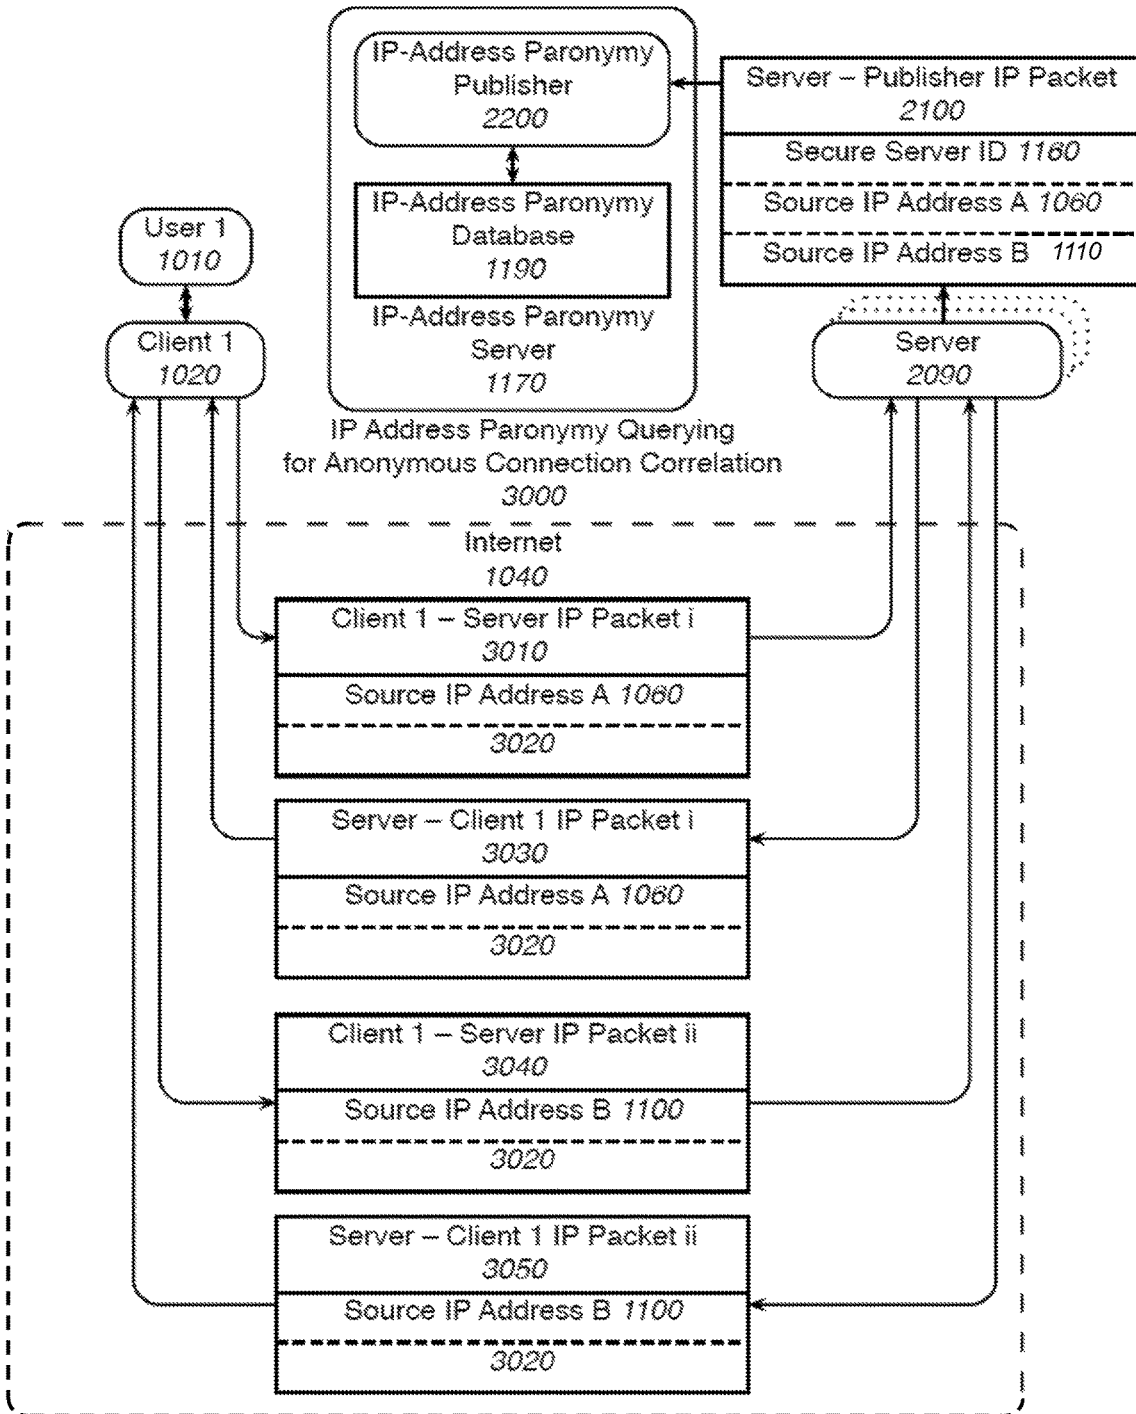 IP-Address Paronymy
Publisher
2200
IP-Address Paronymy
Database
1190
IP-Address Paronymy
Server
1170
Server – Publisher IP Packet
2100
Secure Server ID 1160
Source IP Address A 1060
Source IP Address B 1110
User 1
1010
Client 1
1020
Server
2090
IP Address Paronymy Querying
for Anonymous Connection Correlation
3000
Internet
1040
Client 1 – Server IP Packet i
3010
Source IP Address A 1060
3020
Server – Client 1 IP Packet i
3030
Source IP Address A 1060
3020
Client 1 – Server IP Packet ii
3040
Source IP Address B 1100
3020
Server – Client 1 IP Packet ii
3050
Source IP Address B 1100
3020